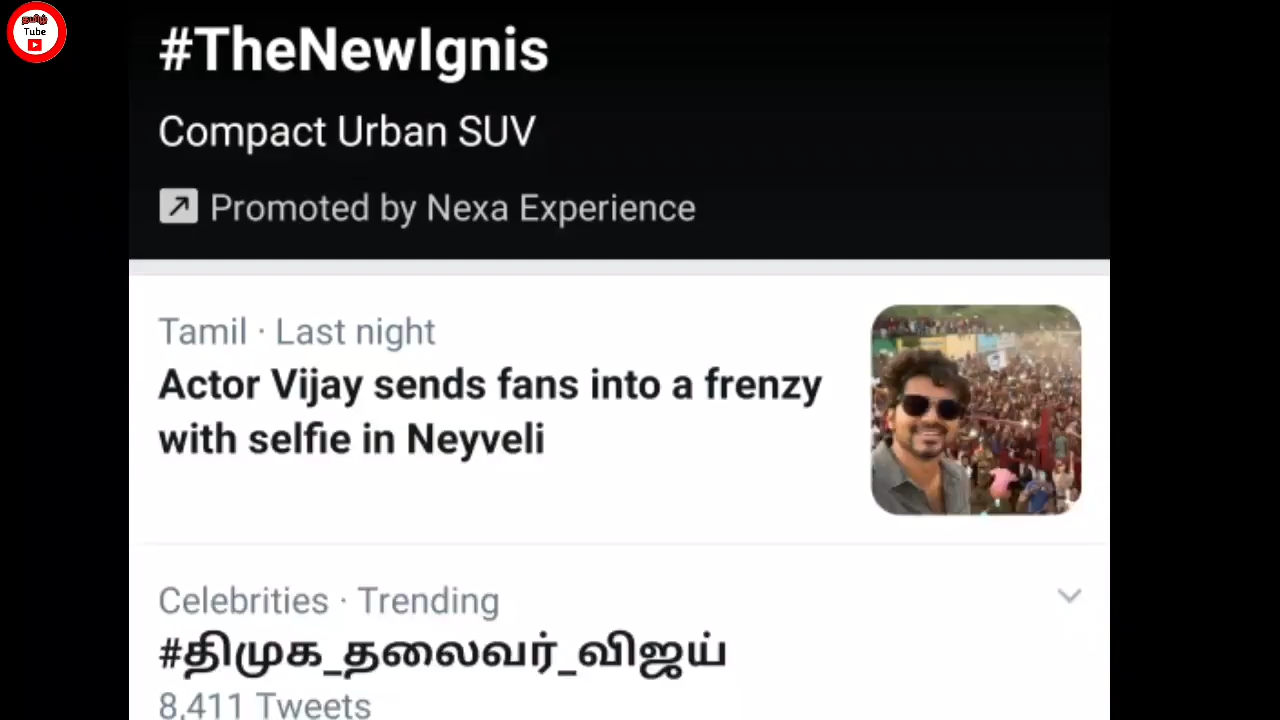 தமிழ்
Tube
#TheNewIgnis
Compact Urban SUV
Promoted by Nexa Experience
Tamil · Last night
Actor Vijay sends fans into a frenzy
with selfie in Neyveli
Celebrities · Trending
#திமுக_தலைவர்_விஜய்
8,411 Tweets